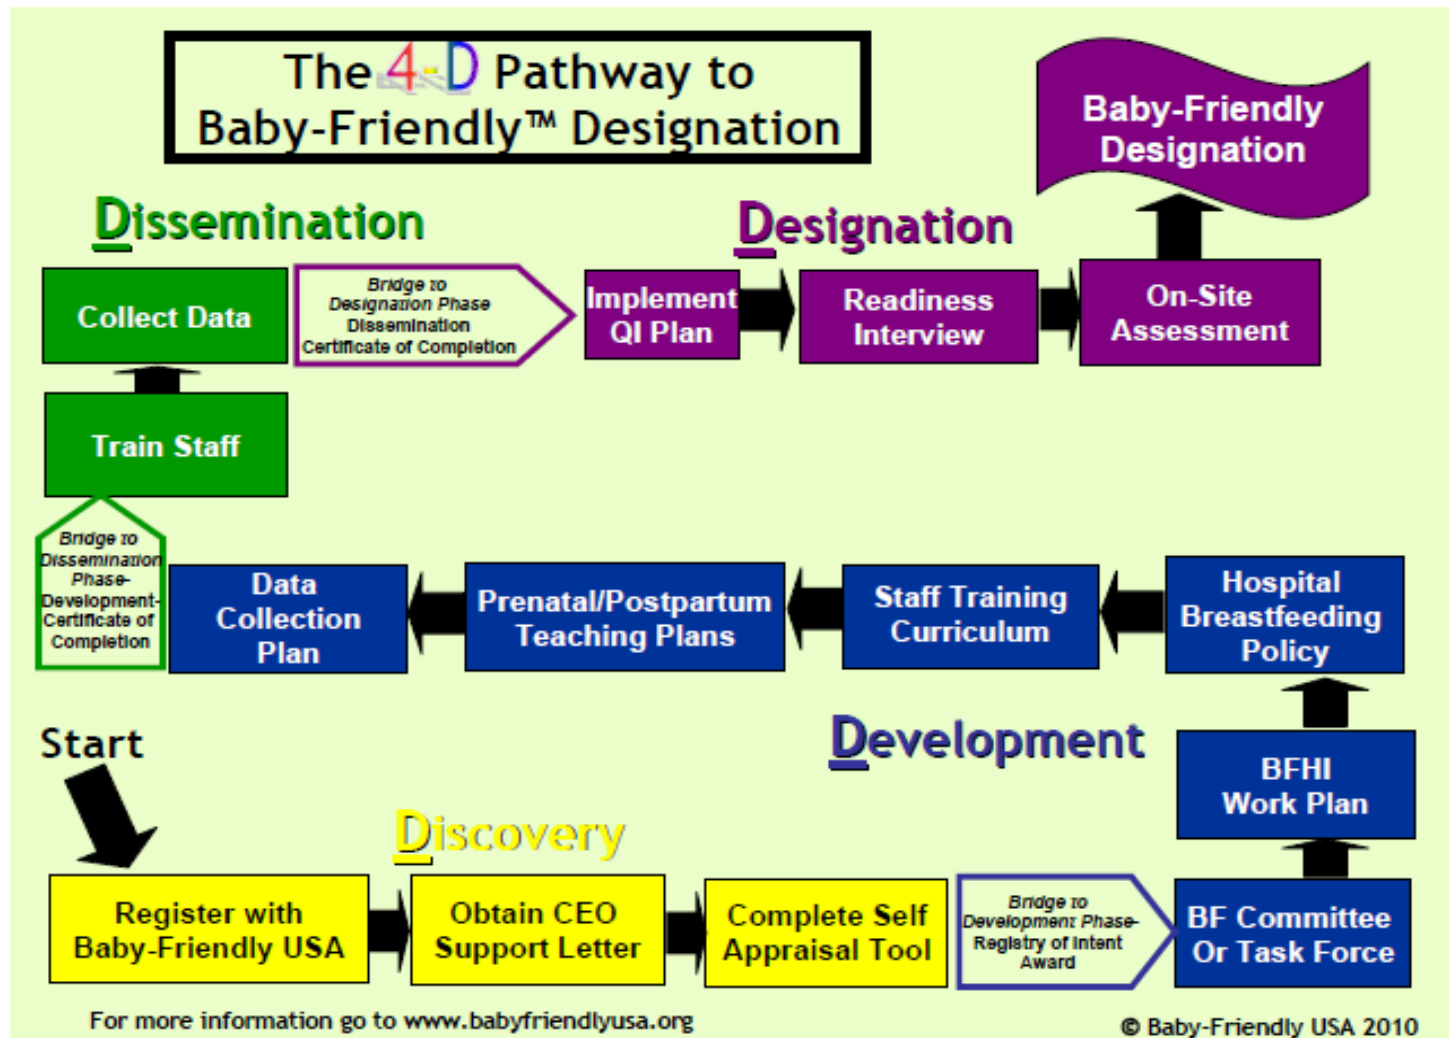 The 4-D Pathway to
Baby-Friendly™ Designation
Baby-Friendly
Designation
Dissemination
Designation
Collect Data
Bridge to
Designation Phase
Dissemination
Certificate of Completion
Implement
QI Plan
Readiness
Interview
On-Site
Assessment
Train Staff
Bridge to
Dissemination
Phase-
Development-
Certificate of
Completion
Data
Collection
Plan
Prenatal/Postpartum
Teaching Plans
Staff Training
Curriculum
Hospital
Breastfeeding
Policy
Start
Development
BFHI
Work Plan
Discovery
Register with
Baby-Friendly USA
Obtain CEO
Support Letter
Complete Self
Appraisal Tool
Bridge to
Development Phase-
Registry of Intent
Award
BF Committee
Or Task Force
For more information go to www.babyfriendlyusa.org
© Baby-Friendly USA 2010